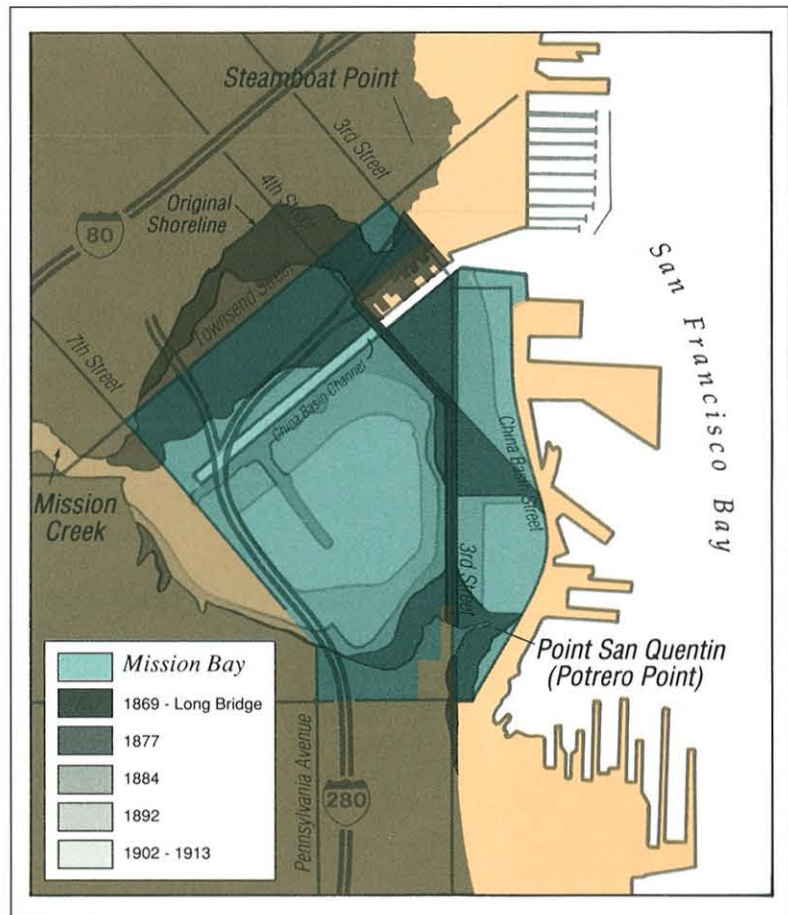 Steamboat Point
3rd Street
4th Street
Original
Shoreline
80
Townsend Street
7th Street
China Basin Channel
San Francisco Bay
China Basin Street
Mission
Creek
3rd Street
Point San Quentin
(Potrero Point)
Mission Bay
1869 - Long Bridge
1877
1884
1892
1902 - 1913
Pennsylvania Avenue
280